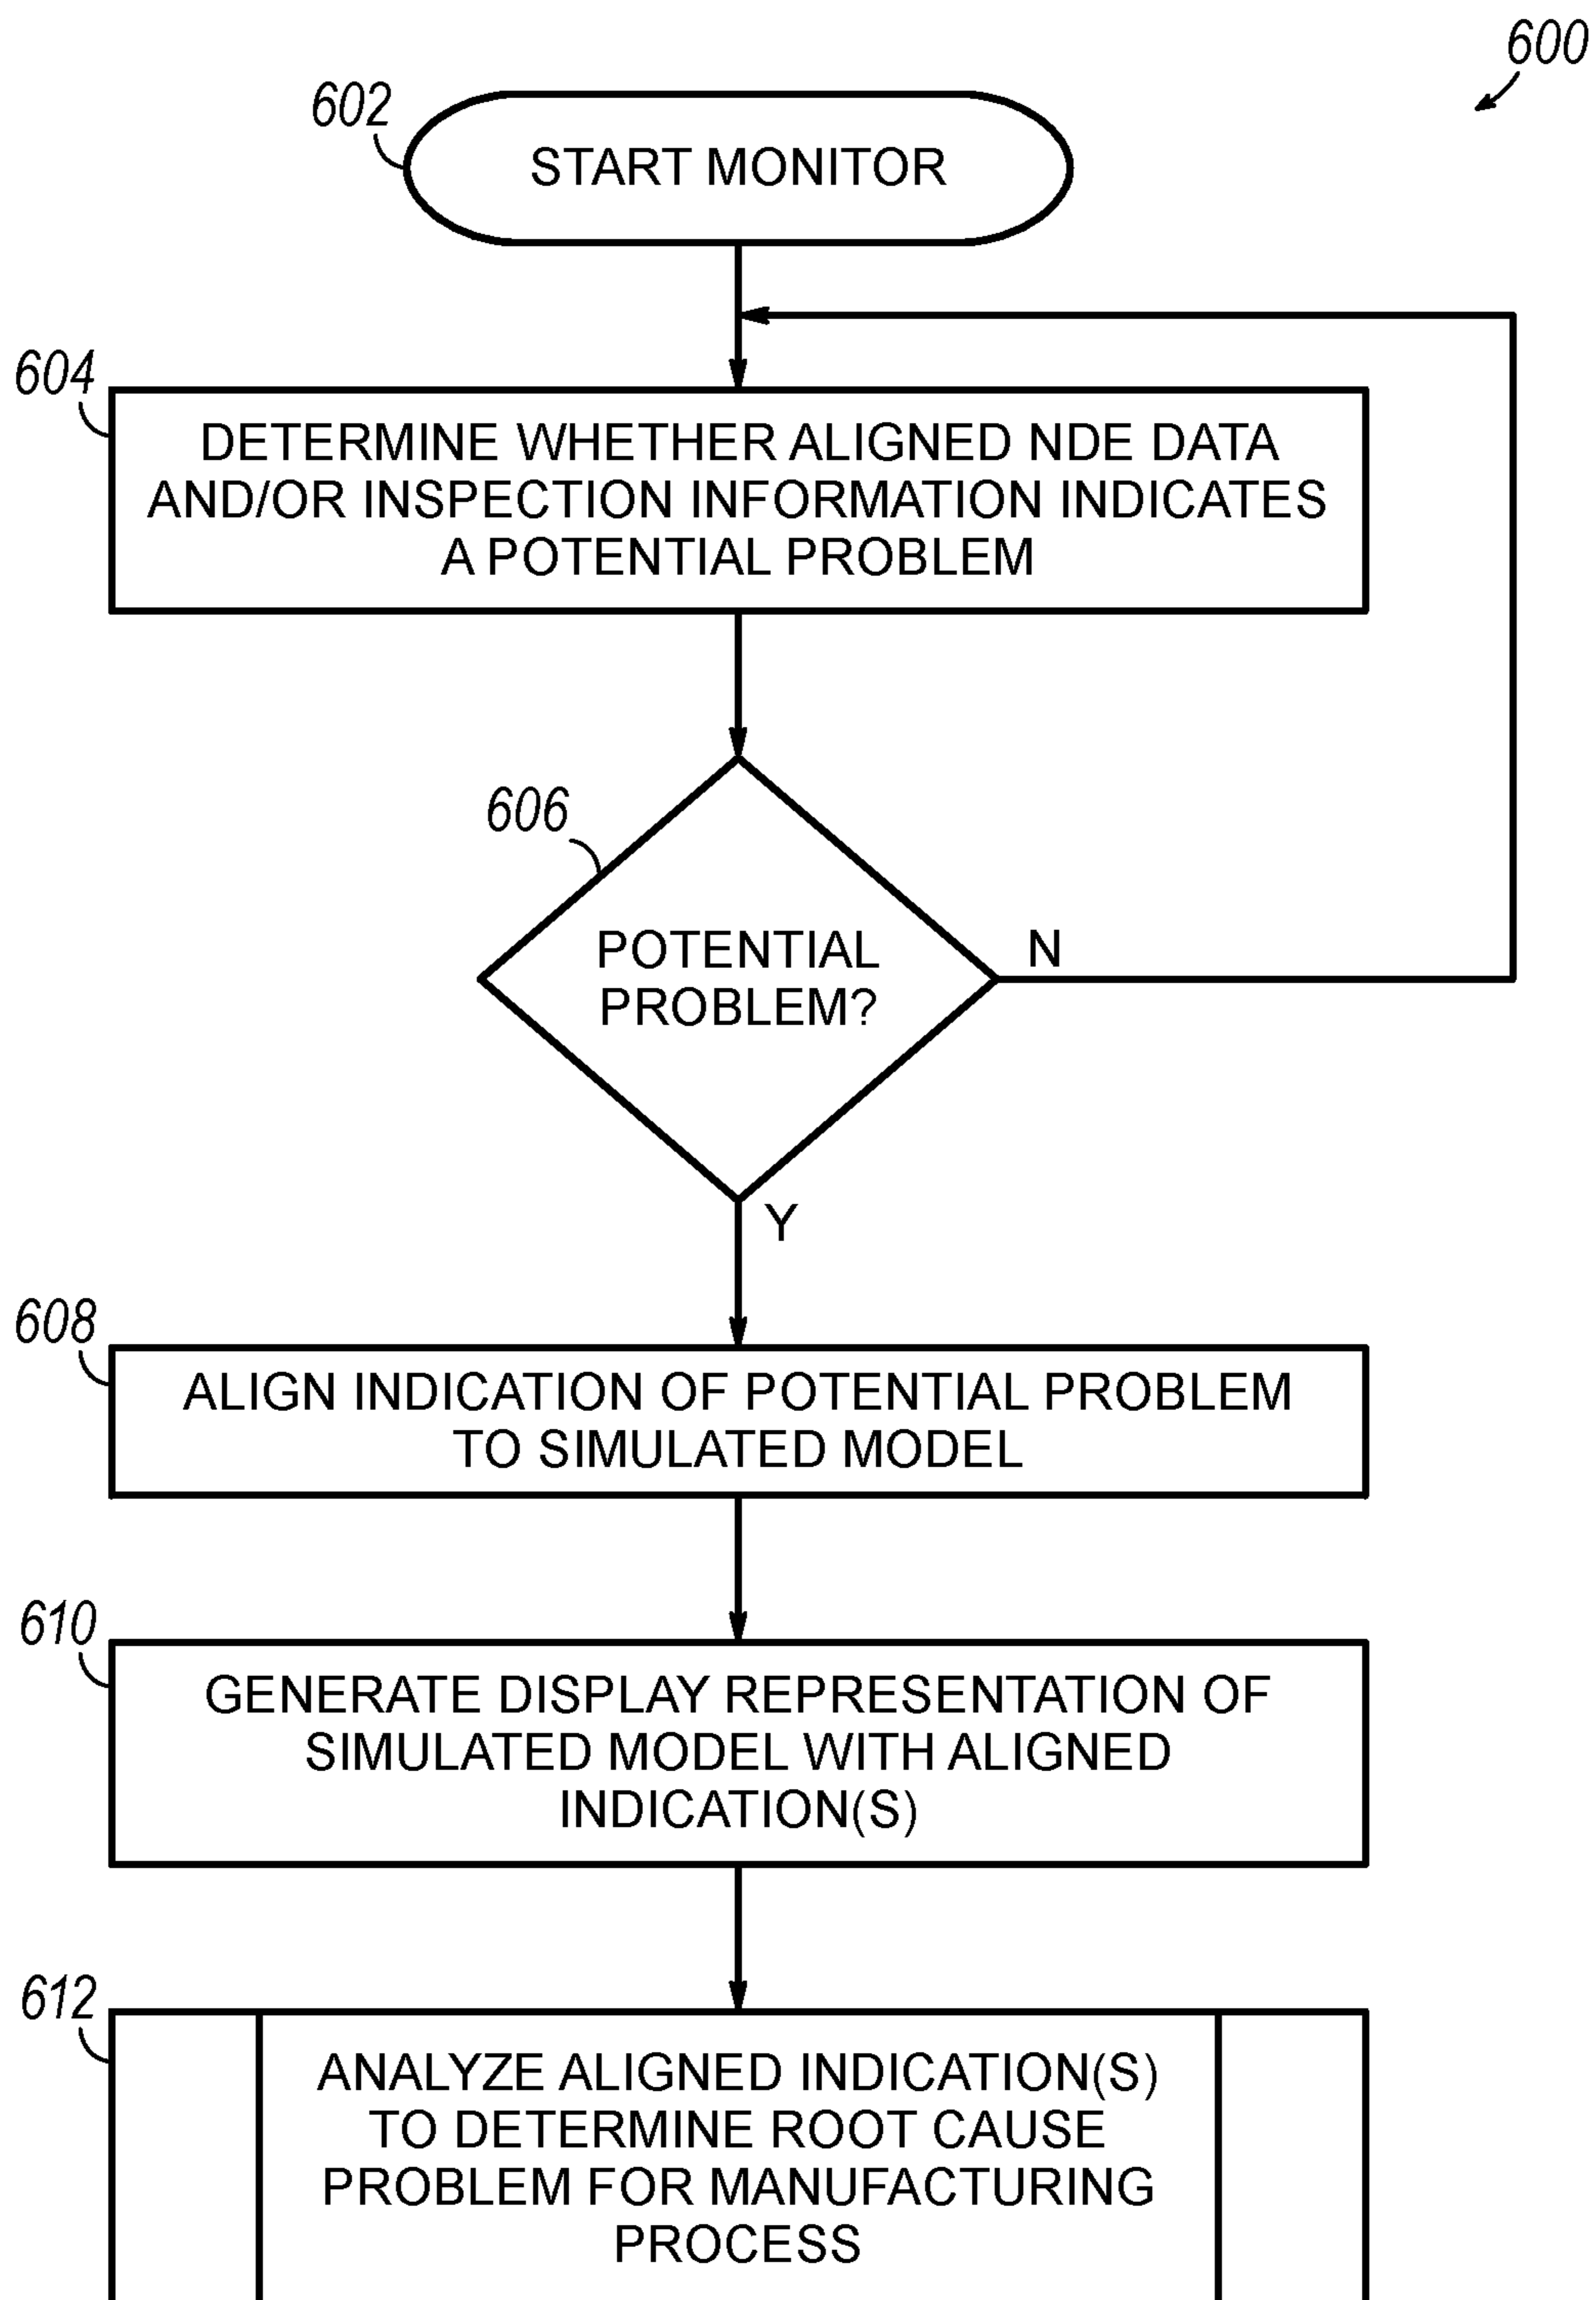 600
602
START MONITOR
604
DETERMINE WHETHER ALIGNED NDE DATA
AND/OR INSPECTION INFORMATION INDICATES
A POTENTIAL PROBLEM
606
POTENTIAL
PROBLEM?
N
Y
608
ALIGN INDICATION OF POTENTIAL PROBLEM
TO SIMULATED MODEL
610
GENERATE DISPLAY REPRESENTATION OF
SIMULATED MODEL WITH ALIGNED
INDICATION(S)
612
ANALYZE ALIGNED INDICATION(S)
TO DETERMINE ROOT CAUSE
PROBLEM FOR MANUFACTURING
PROCESS